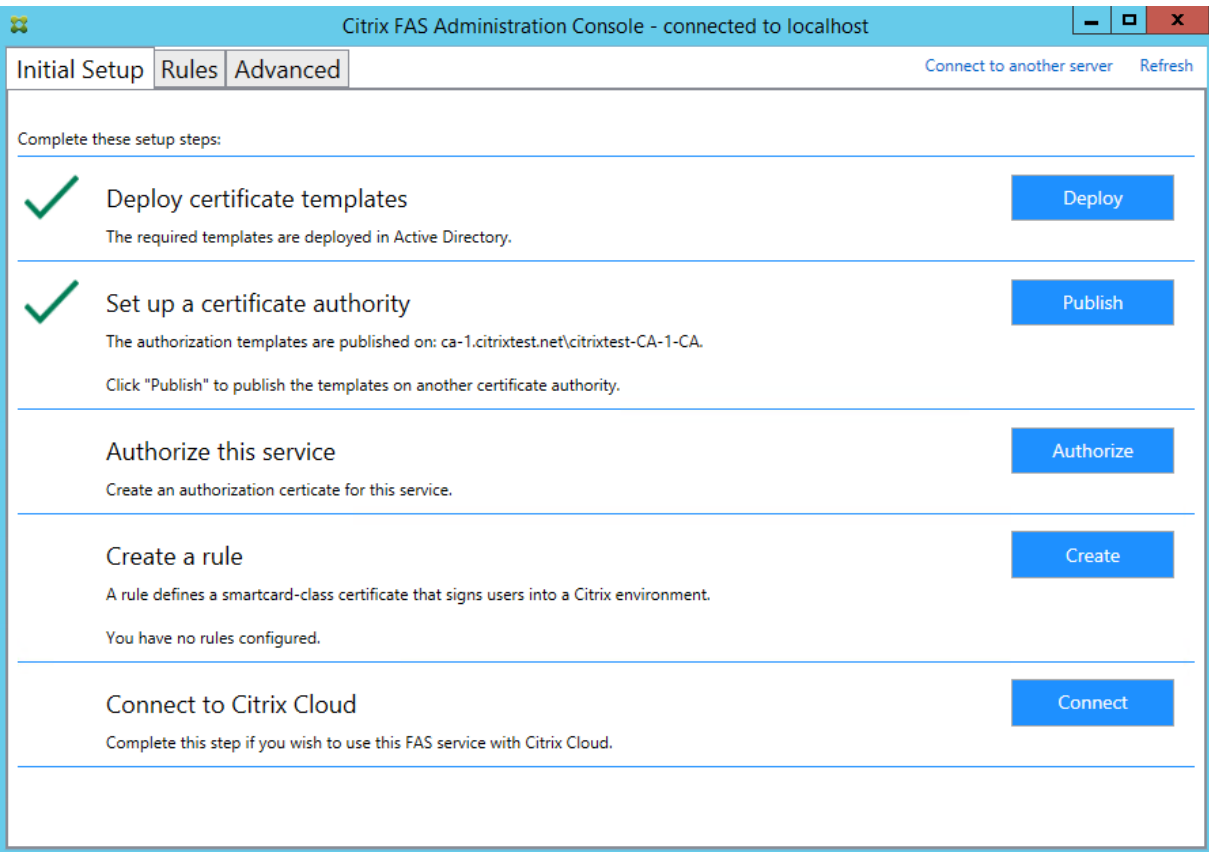 Citrix FAS Administration Console - connected to localhost
Initial Setup Rules Advanced Connect to another server Refresh
Complete these setup steps:
Deploy certificate templates Deploy
The required templates are deployed in Active Directory.
Set up a certificate authority Publish
The authorization templates are published on: ca-1.citrixtest.net\citrixtest-CA-1-CA.
Click "Publish" to publish the templates on another certificate authority.
Authorize this service Authorize
Create an authorization certicate for this service.
Create a rule Create
A rule defines a smartcard-class certificate that signs users into a Citrix environment.
You have no rules configured.
Connect to Citrix Cloud Connect
Complete this step if you wish to use this FAS service with Citrix Cloud.